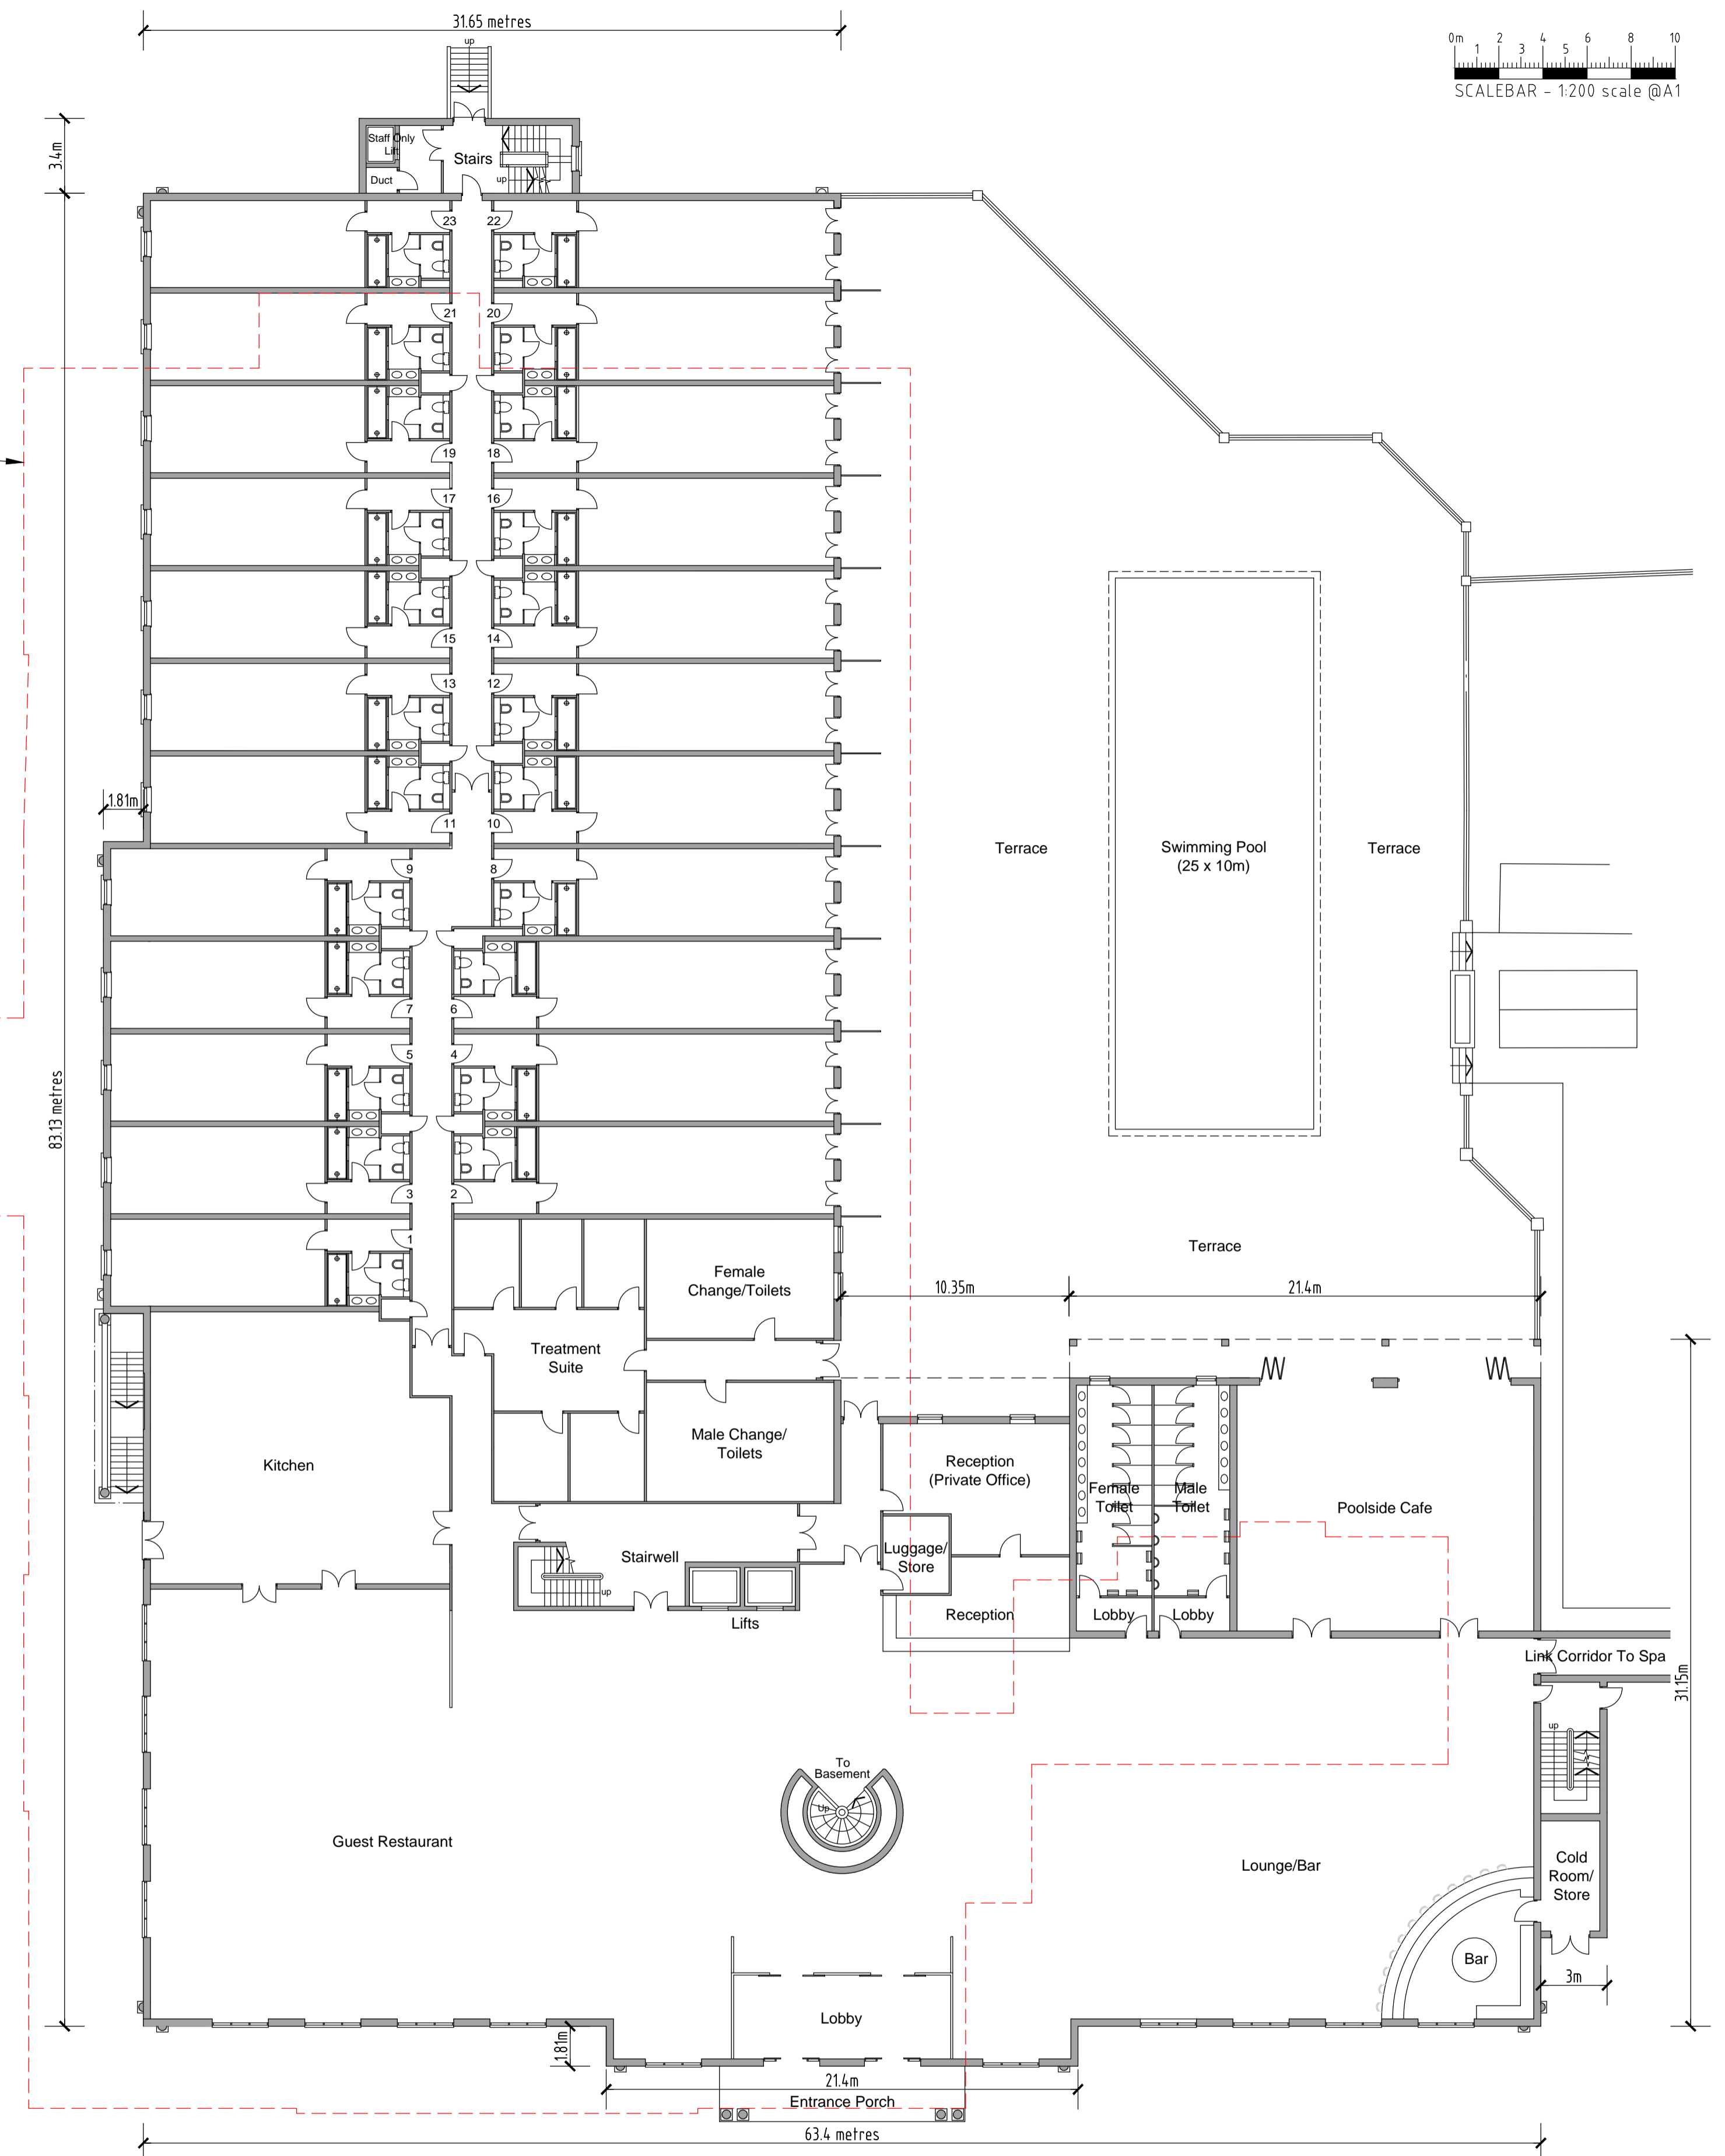 31.65 metres
0m 1 2 3 4 5 6 8 10
SCALEBAR - 1:200 scale @A1
up
3.4m
Staff Only
Lift
Stairs
Duct
up
23 22
21 20
19 18
17 16
15 14
13 12
1.81m
11 10
9 8
Terrace
Swimming Pool
(25 x 10m)
Terrace
7 6
5 4
83.13 metres
3 2
1
Terrace
Female
Change/Toilets
10.35m
21.4m
Treatment
Suite
Male Change/
Toilets
Kitchen
Reception
(Private Office)
Female
Toilet
Male
Toilet
Poolside Cafe
Stairwell
Luggage/
Store
up
Lifts
Reception
Lobby
Lobby
Link Corridor To Spa
31.15m
up
To
Basement
Up
Guest Restaurant
Lounge/Bar
Cold
Room/
Store
Bar
3m
Lobby
1.81m
21.4m
Entrance Porch
63.4 metres